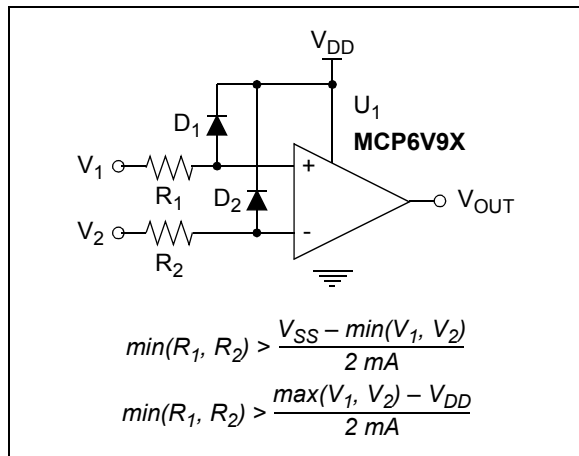 V_DD
U_1
D_1
MCP6V9X
V_1
+
R_1
D_2
V_OUT
V_2
-
R_2
min(R_1, R_2) > (V_SS – min(V_1, V_2)) / 2 mA
min(R_1, R_2) > (max(V_1, V_2) – V_DD) / 2 mA